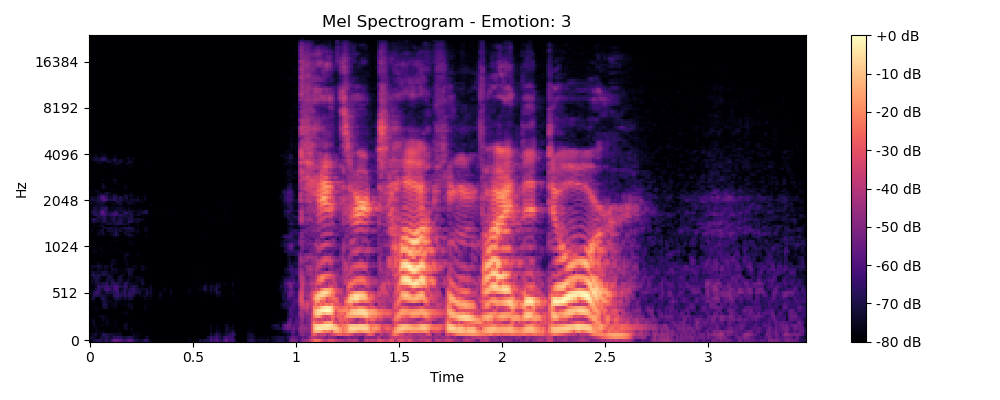 Mel Spectrogram - Emotion: 3
Hz
16384
8192
4096
2048
1024
512
0
0 0.5 1 1.5 2 2.5 3
Time
+0 dB
-10 dB
-20 dB
-30 dB
-40 dB
-50 dB
-60 dB
-70 dB
-80 dB